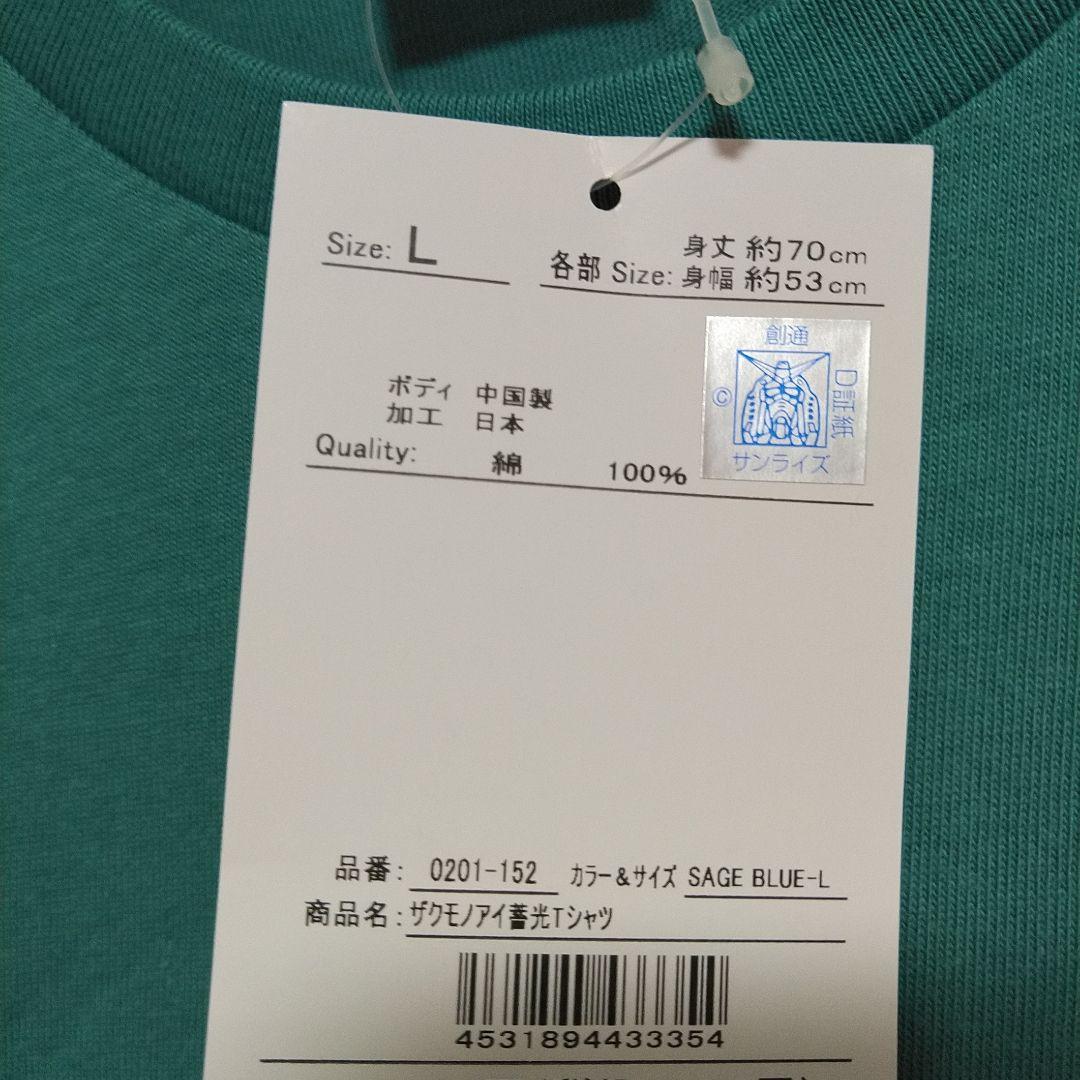 Size: L
身丈 約70cm
各部 Size: 身幅 約53cm
創通
©
D証紙
サンライズ
ボディ 中国製
加工 日本
Quality: 綿 100%
品番: 0201-152 カラー&サイズ SAGE BLUE-L
商品名: ザクモノアイ蓄光Tシャツ
4531894433354